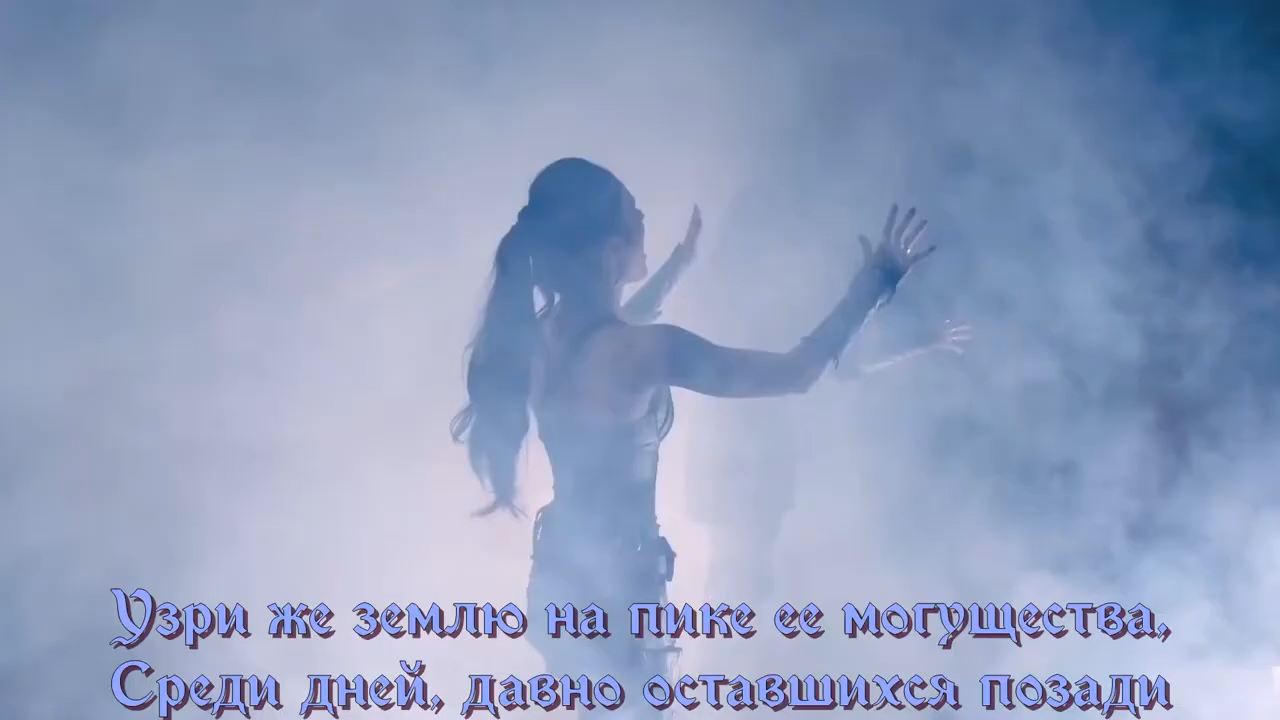 Узри же землю на пике ее могущества,
Среди дней, давно оставшихся позади